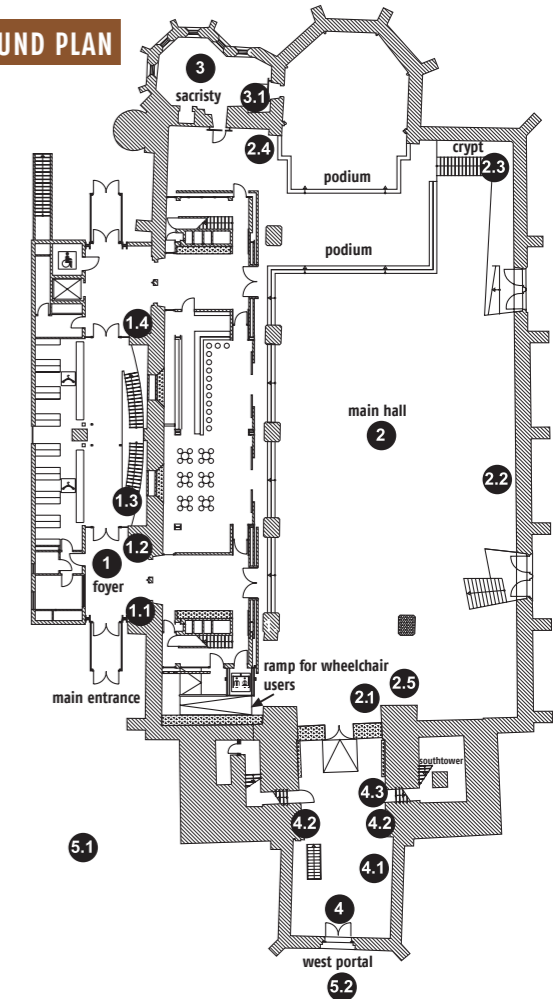 UND PLAN
3
sacristy
3.1
2.4
crypt
2.3
podium
podium
1.4
main hall
2
2.2
1.3
1.2
1
foyer
1.1
ramp for wheelchair
users
main entrance
2.5
2.1
southtower
4.3
4.2
4.2
5.1
4.1
4
west portal
5.2